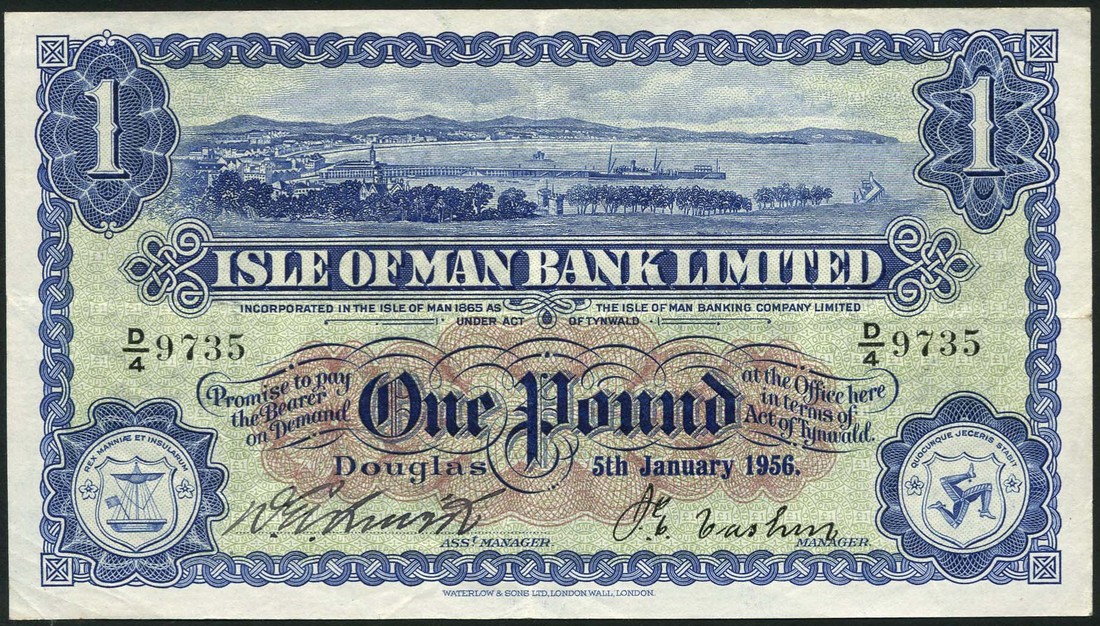 1 1
ISLE OF MAN BANK LIMITED
INCORPORATED IN THE ISLE OF MAN 1865 AS THE ISLE OF MAN BANKING COMPANY LIMITED
UNDER ACT OF TYNWALD
D/4 9735 D/4 9735
Promise to pay
the Bearer
on Demand
One Pound
at the Office here
in terms of
Act of Tynwald.
Douglas 5th January 1956.
REX MANNIÆ ET INSULARUM
QUOCUNQUE JECERIS STABIT
J. E. Cashin
ASST MANAGER. MANAGER.
WATERLOW & SONS LTD, LONDON WALL, LONDON.